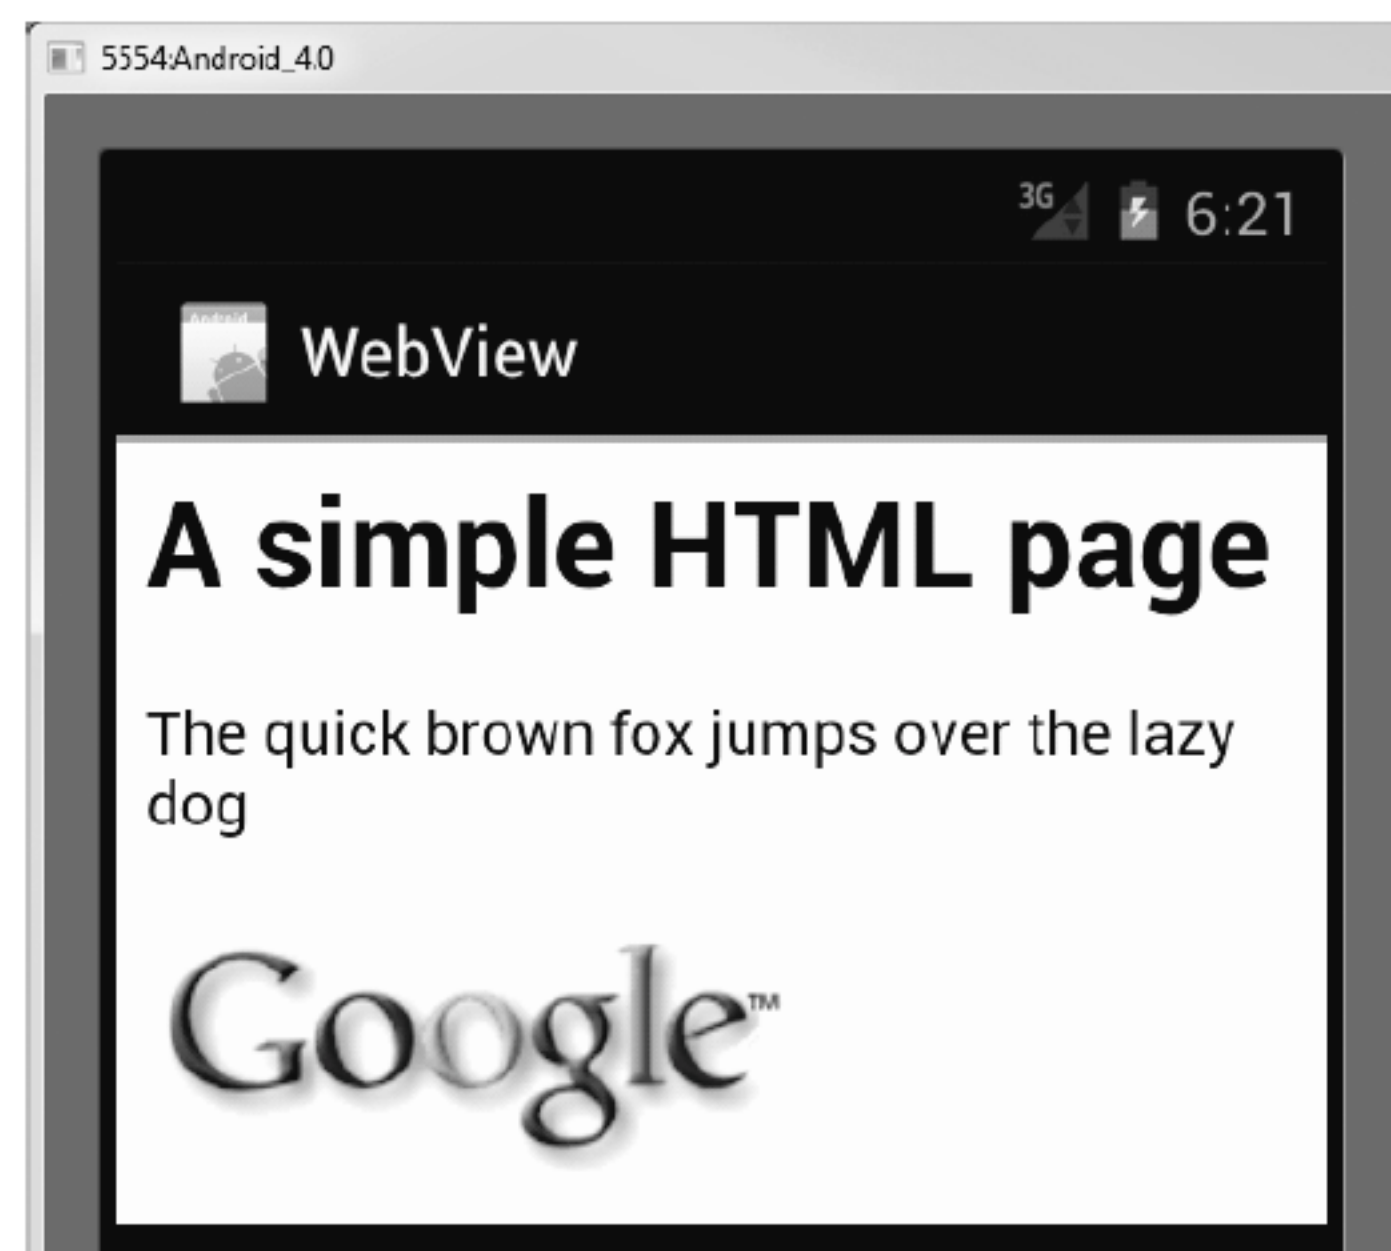 5554:Android_4.0
3G 6:21
Android
WebView
A simple HTML page
The quick brown fox jumps over the lazy
dog
Google™